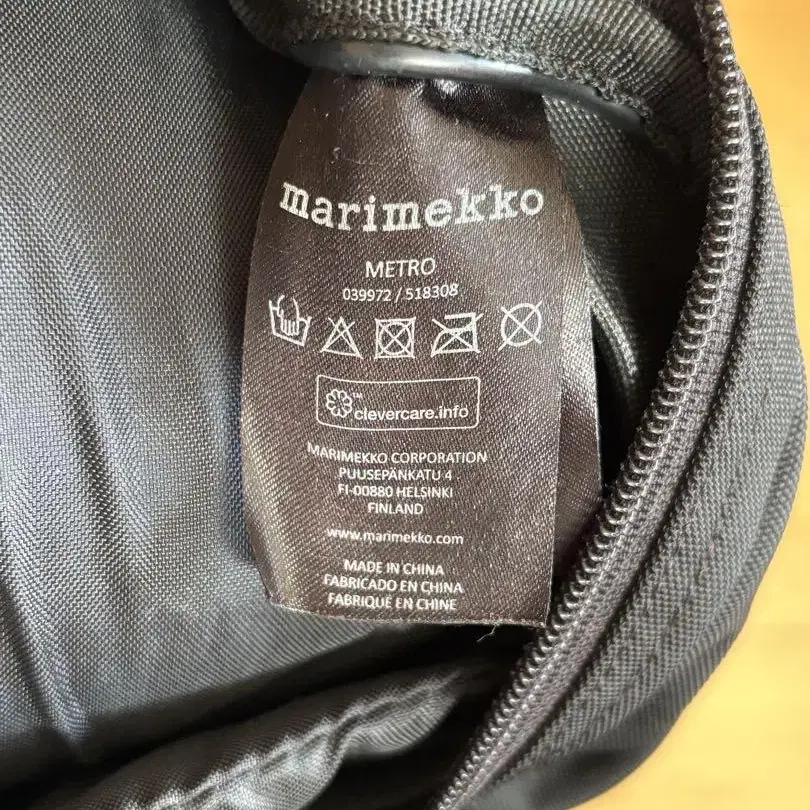 marimekko
METRO
039972 / 518308
™
clevercare.info
MARIMEKKO CORPORATION
PUUSEPÄNKATU 4
FI-00880 HELSINKI
FINLAND
www.marimekko.com
MADE IN CHINA
FABRICADO EN CHINA
FABRIQUÉ EN CHINE